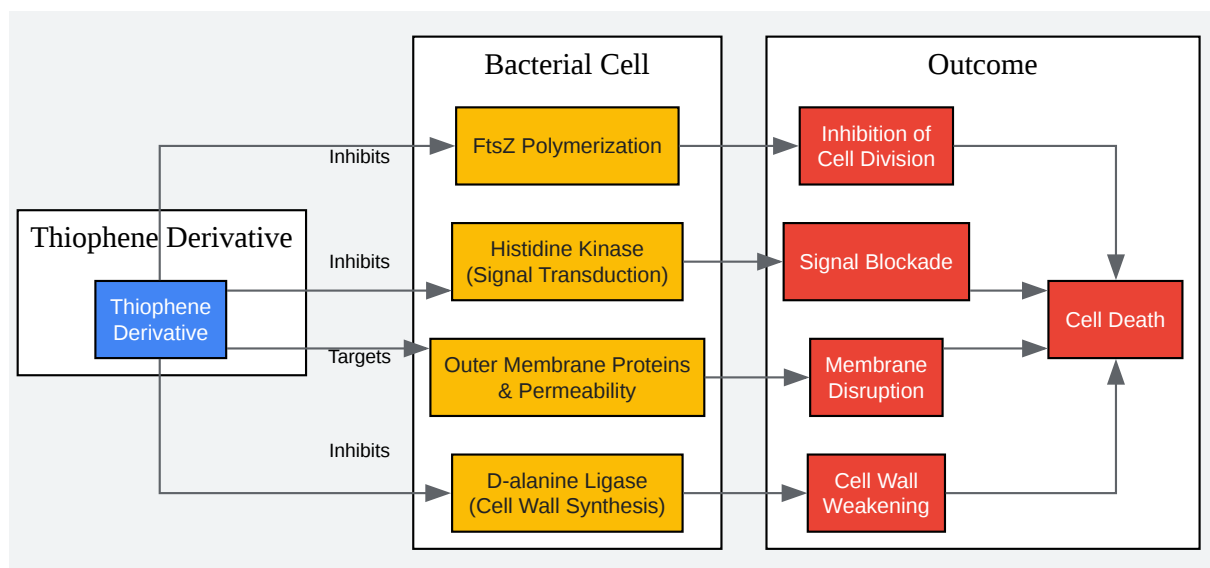 Thiophene Derivative
Thiophene
Derivative
Inhibits
Inhibits
Targets
Inhibits
Bacterial Cell
FtsZ Polymerization
Histidine Kinase
(Signal Transduction)
Outer Membrane Proteins
& Permeability
D-alanine Ligase
(Cell Wall Synthesis)
Outcome
Inhibition of
Cell Division
Signal Blockade
Membrane
Disruption
Cell Wall
Weakening
Cell Death